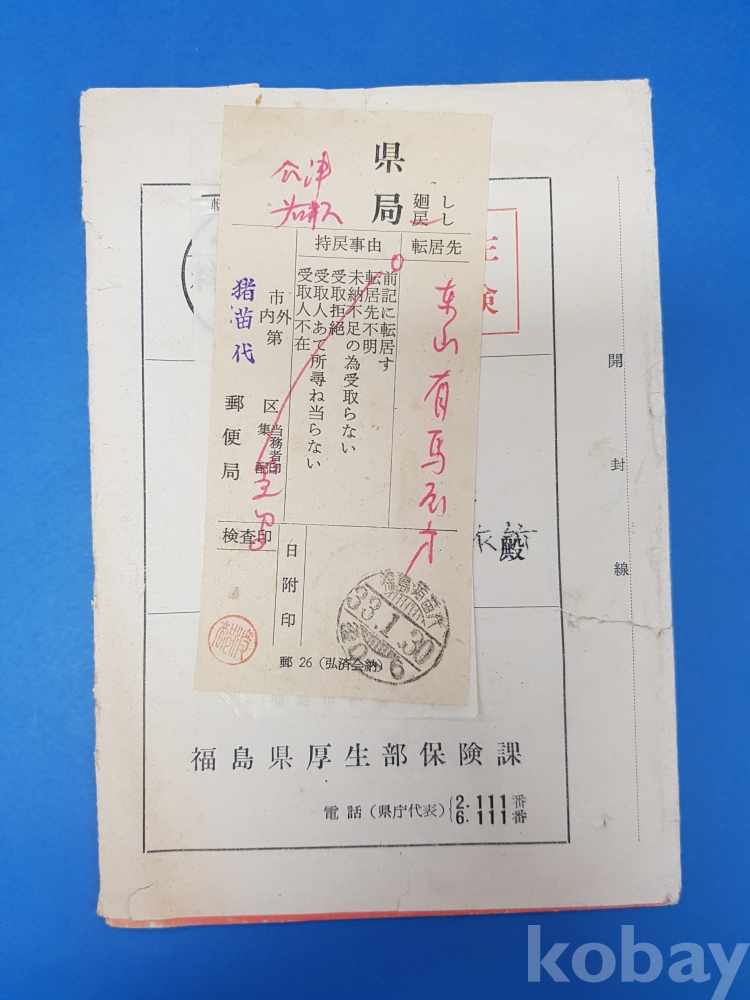 県
局
廻し
戻し
会津
若松
転居先
持戻事由
東山有馬
前記に転居す
転居先不明
未納不足の為受取らない
受取拒絶
受取人あて所尋ね当らない
受取人不在
市外
市内
第
区
集配
当務者印
猪苗代
郵便局
検査印
日附印
33.1.30
郵 26 (弘済会納)
険
殿
開封線
福島県厚生部保険課
電話(県庁代表) 2.111番
6.111番
kobay